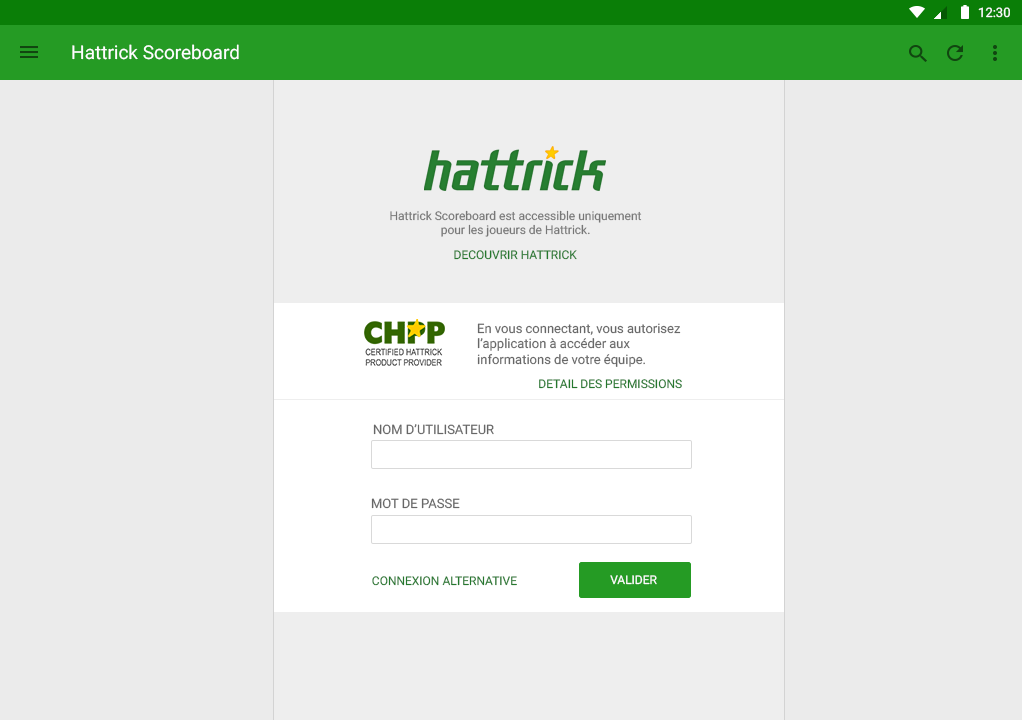 12:30
Hattrick Scoreboard
hattrick
Hattrick Scoreboard est accessible uniquement
pour les joueurs de Hattrick.
DECOUVRIR HATTRICK
CHPP
CERTIFIED HATTRICK
PRODUCT PROVIDER
En vous connectant, vous autorisez
l'application à accéder aux
informations de votre équipe.
DETAIL DES PERMISSIONS
NOM D'UTILISATEUR
MOT DE PASSE
CONNEXION ALTERNATIVE
VALIDER